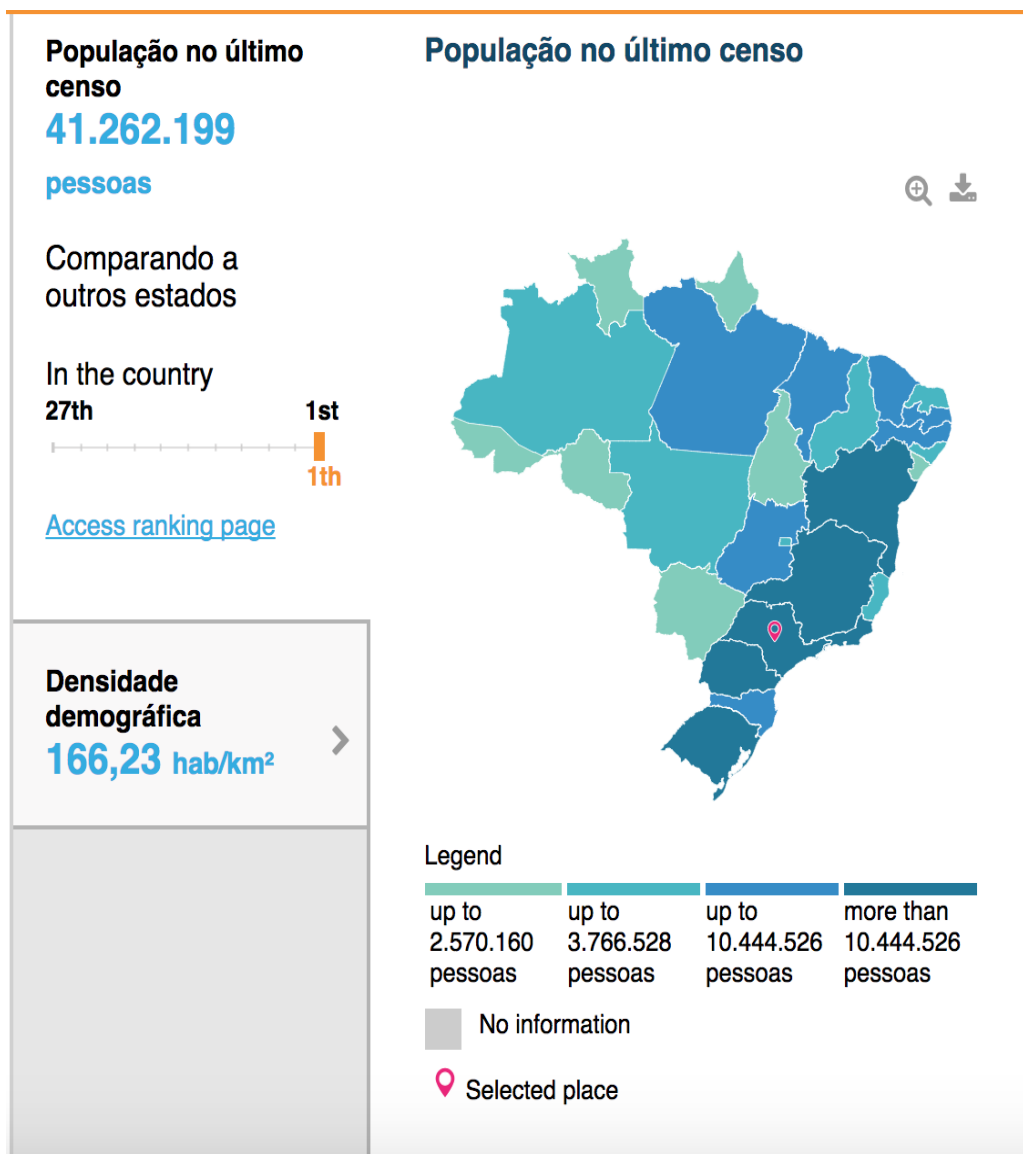 População no último
censo
41.262.199
pessoas
Comparando a
outros estados
In the country
27th 1st
1th
Access ranking page
Densidade
demográfica
166,23 hab/km²
População no último censo
Legend
up to
2.570.160
pessoas
up to
3.766.528
pessoas
up to
10.444.526
pessoas
more than
10.444.526
pessoas
No information
Selected place